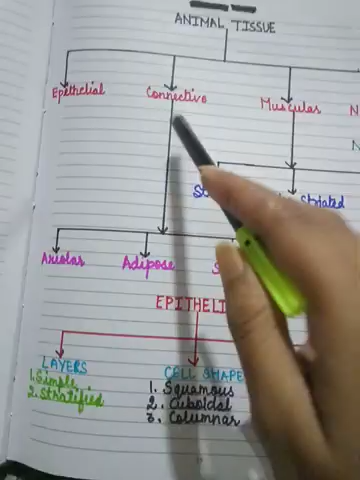 ANIMAL TISSUE
Epithelial Connective Muscular N
Striated
Areolar Adipose S
EPITHELI
LAYERS
1. Simple
2. Stratified
CELL SHAPE
1. Squamous
2. Cuboidal
3. Columnar